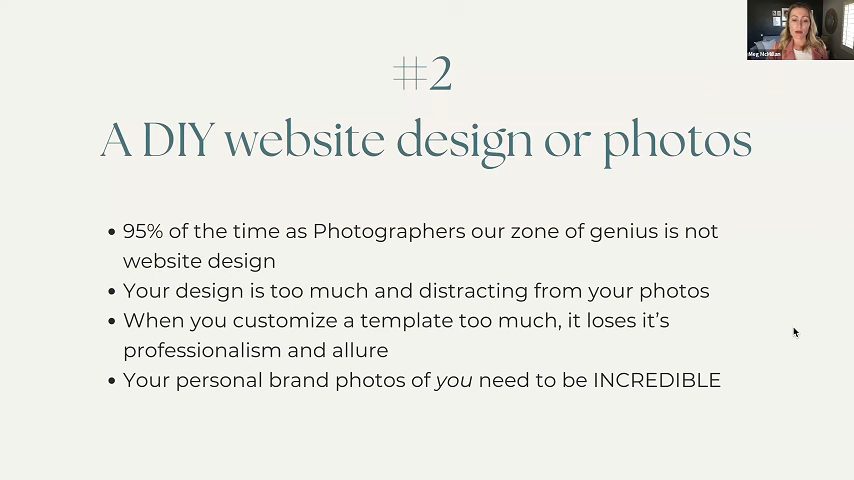 #2
A DIY website design or photos
• 95% of the time as Photographers our zone of genius is not
website design
• Your design is too much and distracting from your photos
• When you customize a template too much, it loses it's
professionalism and allure
• Your personal brand photos of you need to be INCREDIBLE
Meg McMillan